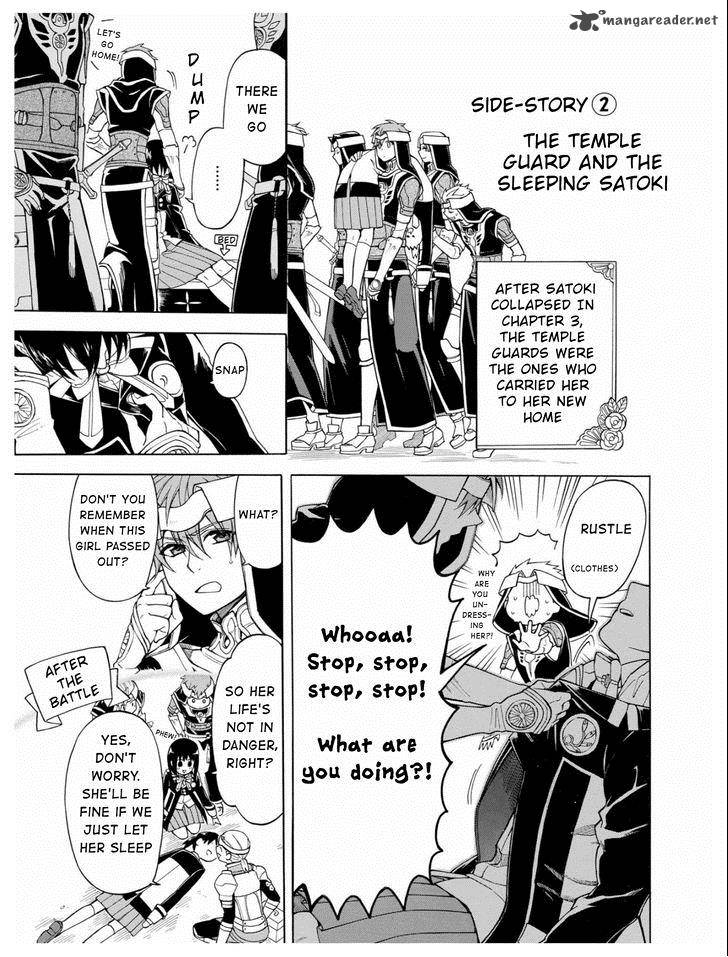 mangareader.net
SIDE-STORY ②
THE TEMPLE
GUARD AND THE
SLEEPING SATOKI
AFTER SATOKI
COLLAPSED IN
CHAPTER 3,
THE TEMPLE
GUARDS WERE
THE ONES WHO
CARRIED HER
TO HER NEW
HOME
THERE
WE
GO
DUMP
LET'S
GO
HOME!
........
BED
SNAP
RUSTLE
(CLOTHES)
WHY
ARE
YOU
UN-
DRESS-
ING
HER?!
Whooaa!
Stop, stop,
stop, stop!
What are
you doing?!
WHAT?
DON'T YOU
REMEMBER
WHEN THIS
GIRL PASSED
OUT?
AFTER
THE
BATTLE
PHEW!
SO HER
LIFE'S
NOT IN
DANGER,
RIGHT?
YES,
DON'T
WORRY.
SHE'LL BE
FINE IF WE
JUST LET
HER SLEEP